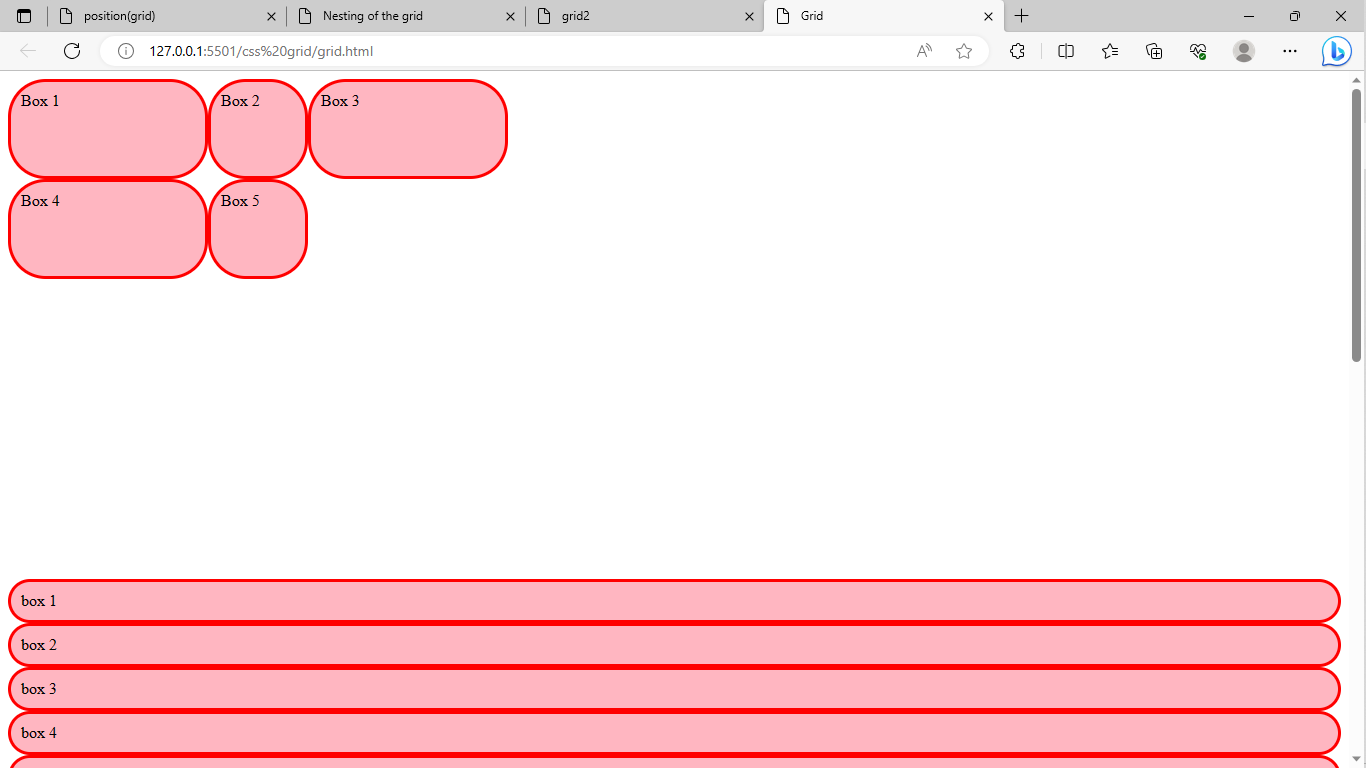 position(grid) Nesting of the grid grid2 Grid
127.0.0.1:5501/css%20grid/grid.html
Box 1 Box 2 Box 3
Box 4 Box 5
box 1
box 2
box 3
box 4